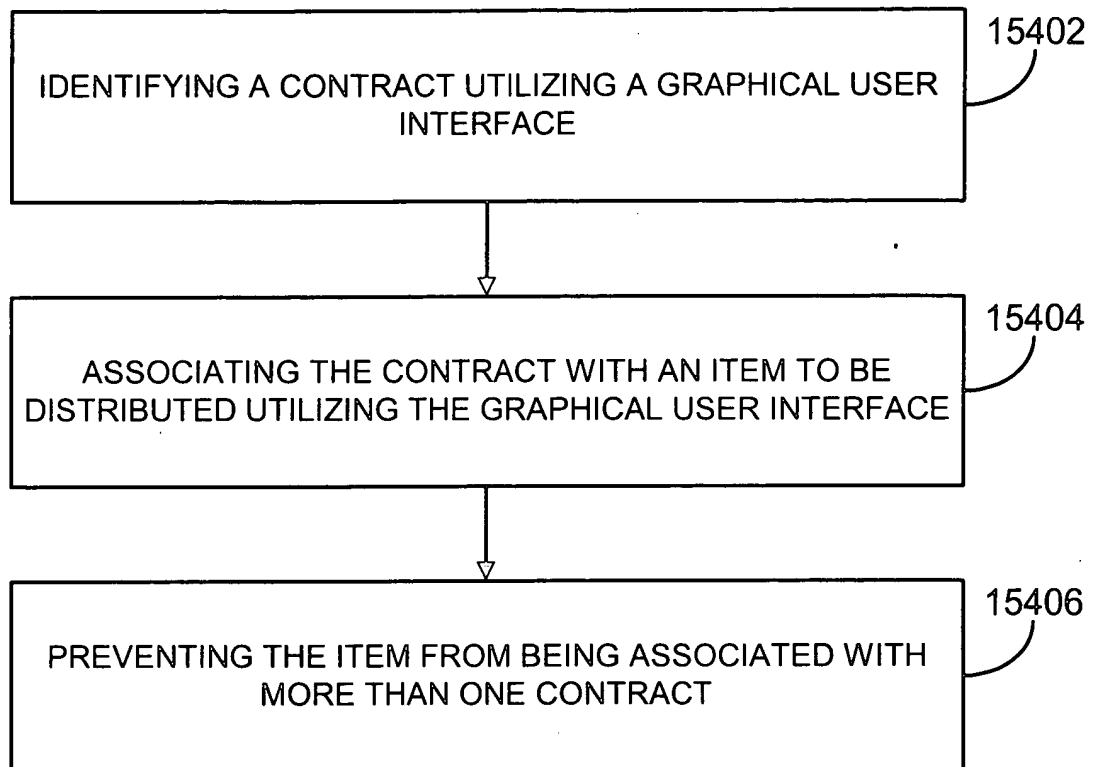 15402
IDENTIFYING A CONTRACT UTILIZING A GRAPHICAL USER
INTERFACE
15404
ASSOCIATING THE CONTRACT WITH AN ITEM TO BE
DISTRIBUTED UTILIZING THE GRAPHICAL USER INTERFACE
15406
PREVENTING THE ITEM FROM BEING ASSOCIATED WITH
MORE THAN ONE CONTRACT